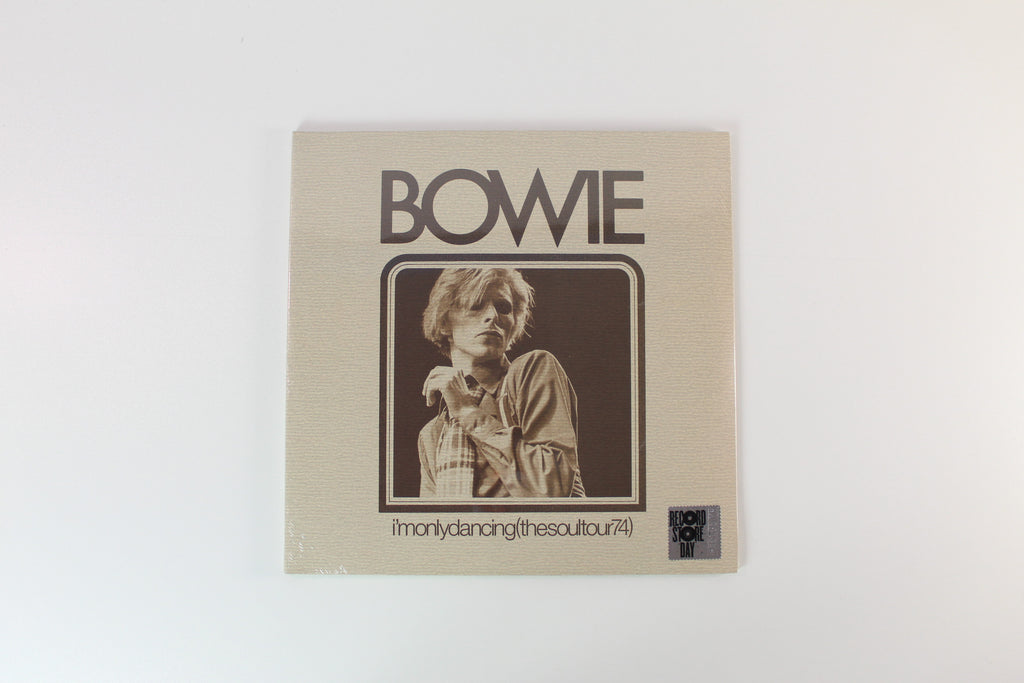 BOWIE
i'monlydancing(thesoultour74)
RECORD
STORE
DAY